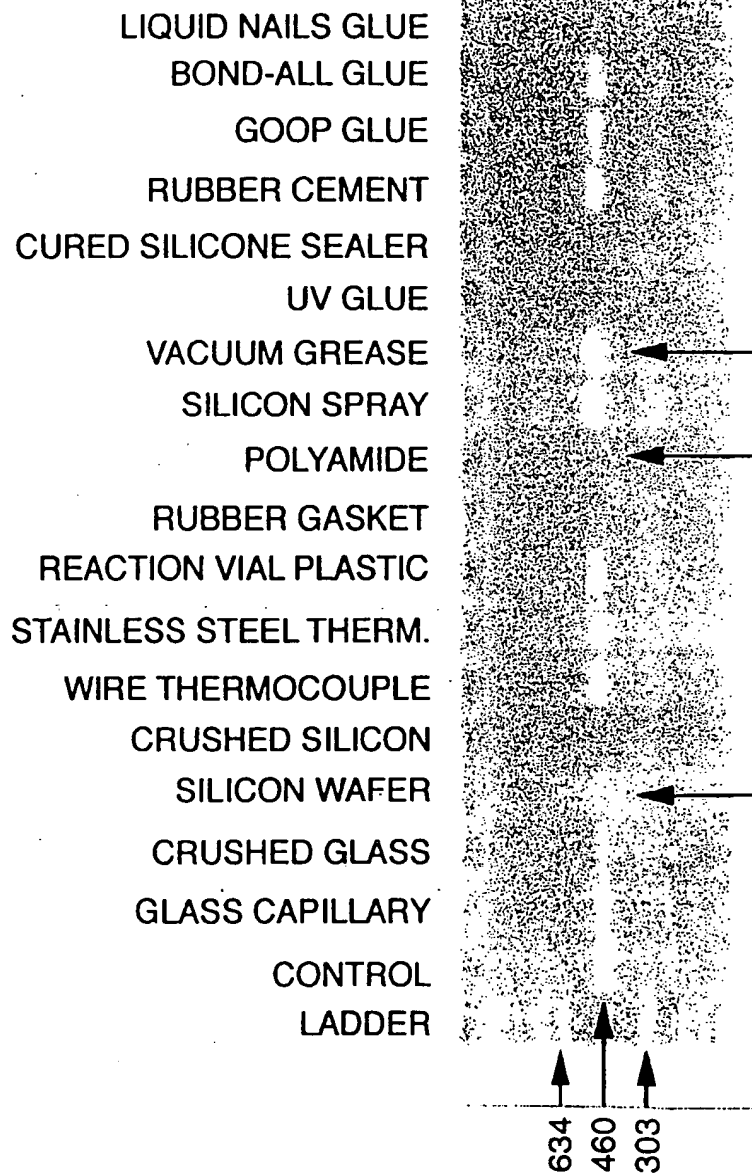 LIQUID NAILS GLUE
BOND-ALL GLUE
GOOP GLUE
RUBBER CEMENT
CURED SILICONE SEALER
UV GLUE
VACUUM GREASE
SILICON SPRAY
POLYAMIDE
RUBBER GASKET
REACTION VIAL PLASTIC
STAINLESS STEEL THERM.
WIRE THERMOCOUPLE
CRUSHED SILICON
SILICON WAFER
CRUSHED GLASS
GLASS CAPILLARY
CONTROL
LADDER
634
460
303